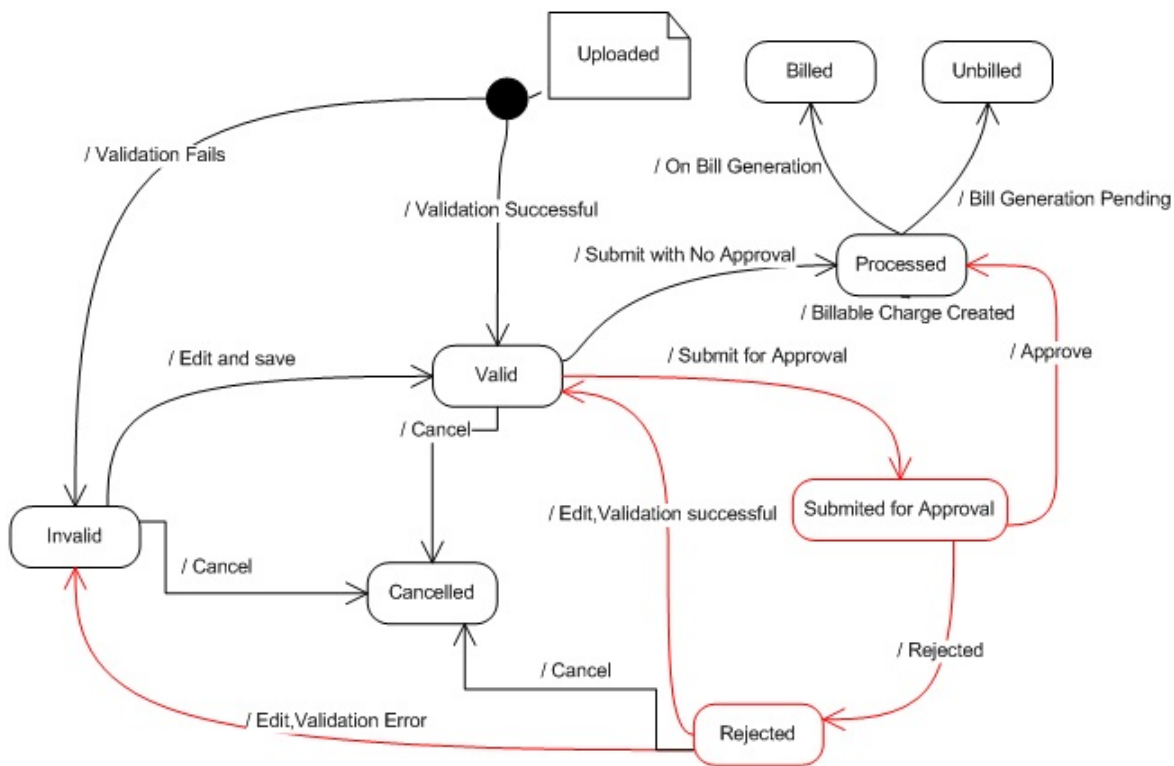 Uploaded
Billed
Unbilled
/ Validation Fails
/ On Bill Generation
/ Bill Generation Pending
/ Validation Successful
/ Submit with No Approval
Processed
/ Billable Charge Created
/ Edit and save
Valid
/ Submit for Approval
/ Approve
/ Cancel
Invalid
/ Edit,Validation successful
Submited for Approval
/ Cancel
Cancelled
/ Rejected
/ Cancel
/ Edit,Validation Error
Rejected